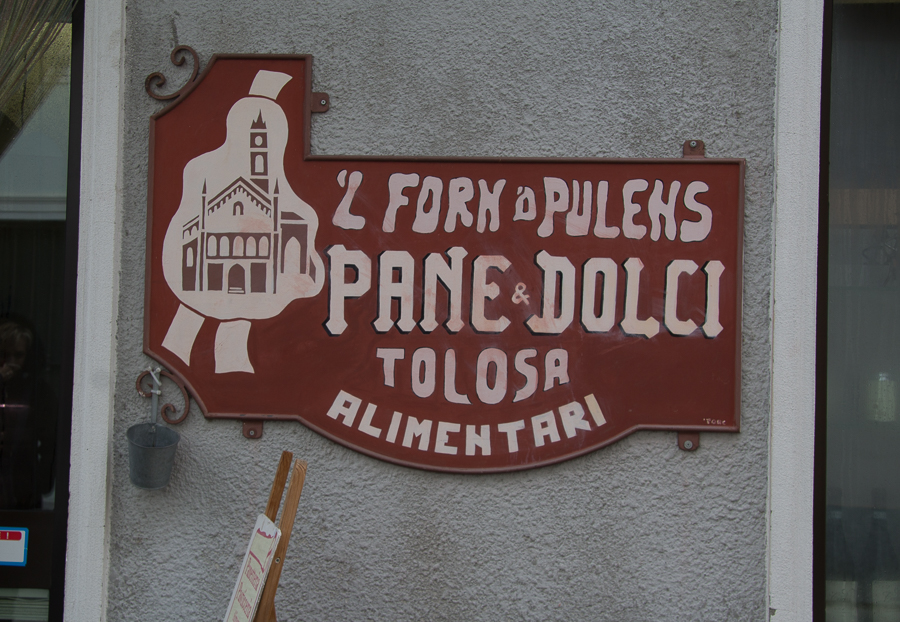 'L FORN D PULENS
PANE & DOLCI
TOLOSA
ALIMENTARI